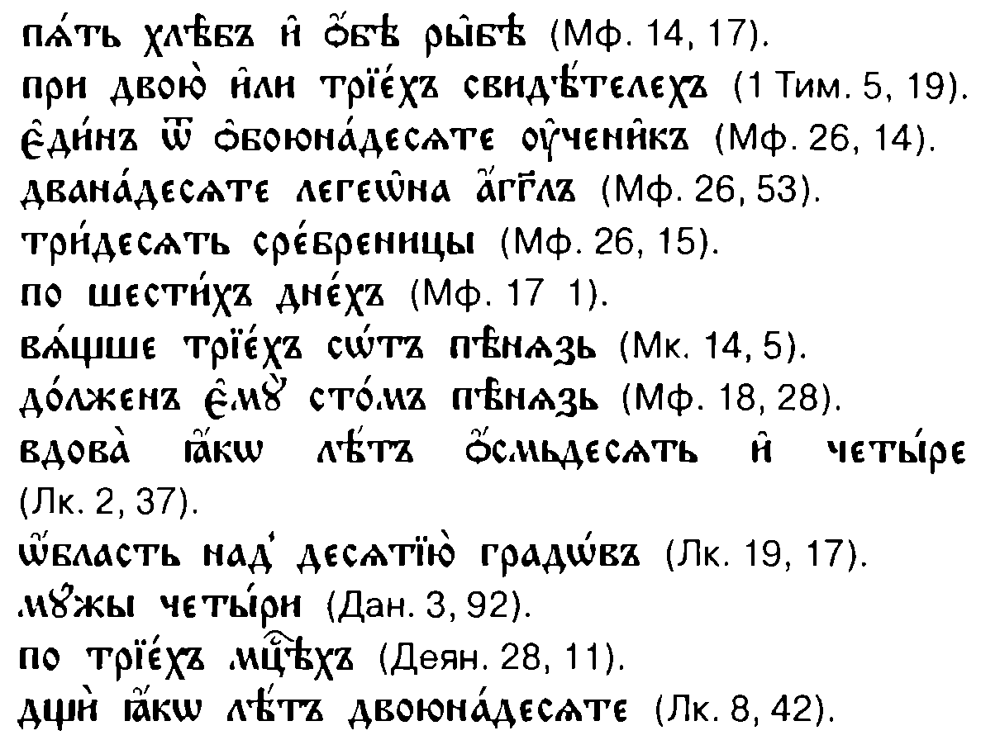 пѧ́ть хлѣ̑бъ и҆̑ ѻ҆́бѣ ры̑бѣ (Мф. 14, 17).
при двою̀ и҆̑ли трїе́хъ свидѣ́телехъ (1 Тим. 5, 19).
є҆̑ди́нъ ѿ ѻ҆̑боюна́десѧте оу҆̑чени̑къ (Мф. 26, 14).
двана́десѧте легеѡ̑на а҆́гг҃лъ (Мф. 26, 53).
три́десѧть сре́бреницы (Мф. 26, 15).
по шести́хъ дне́хъ (Мф. 17 1).
вѧ́щше трїе́хъ сѡ́тъ пѣ̑нѧзь (Мк. 14, 5).
до́лженъ є҆̑мꙋ̀ сто́мъ пѣ̑нѧзь (Мф. 18, 28).
вдова̀ ꙗ҆́кѡ лѣ́тъ ѻ҆́смьдесѧть и҆̑ четы́ре
(Лк. 2, 37).
ѡ҆́бласть над̾ десѧтїю̀ градѡ́въ (Лк. 19, 17).
мꙋ́жы четы́ри (Дан. 3, 92).
по трїе́хъ мцⷭ҇ѣхъ (Деян. 28, 11).
дщѝ ꙗ҆́кѡ лѣ́тъ двоюна́десѧте (Лк. 8, 42).